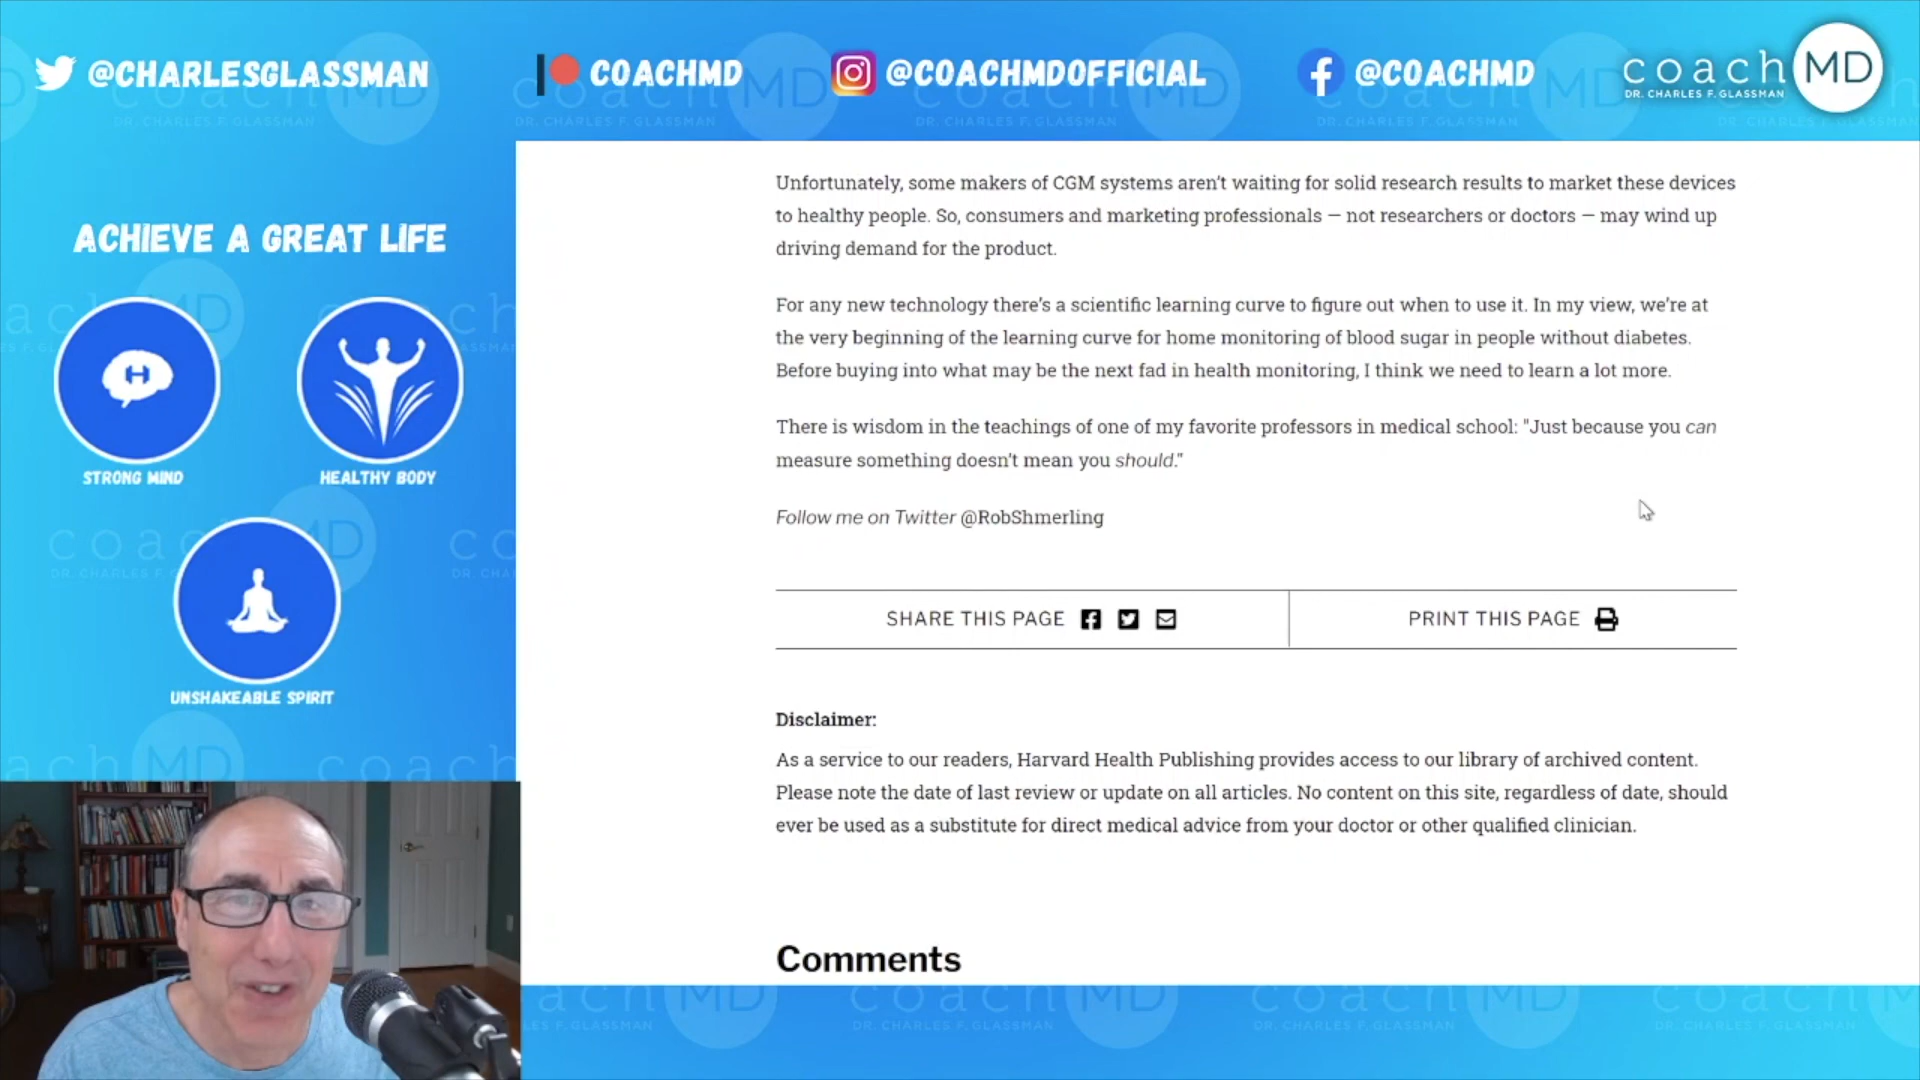 @CHARLESGLASSMAN
COACHMD
@COACHMDOFFICIAL
@COACHMD
coach MD
DR. CHARLES F. GLASSMAN
ACHIEVE A GREAT LIFE
STRONG MIND
HEALTHY BODY
UNSHAKEABLE SPIRIT
Unfortunately, some makers of CGM systems aren't waiting for solid research results to market these devices
to healthy people. So, consumers and marketing professionals — not researchers or doctors — may wind up
driving demand for the product.
For any new technology there's a scientific learning curve to figure out when to use it. In my view, we're at
the very beginning of the learning curve for home monitoring of blood sugar in people without diabetes.
Before buying into what may be the next fad in health monitoring, I think we need to learn a lot more.
There is wisdom in the teachings of one of my favorite professors in medical school: "Just because you can
measure something doesn't mean you should."
Follow me on Twitter @RobShmerling
SHARE THIS PAGE
PRINT THIS PAGE
Disclaimer:
As a service to our readers, Harvard Health Publishing provides access to our library of archived content.
Please note the date of last review or update on all articles. No content on this site, regardless of date, should
ever be used as a substitute for direct medical advice from your doctor or other qualified clinician.
Comments